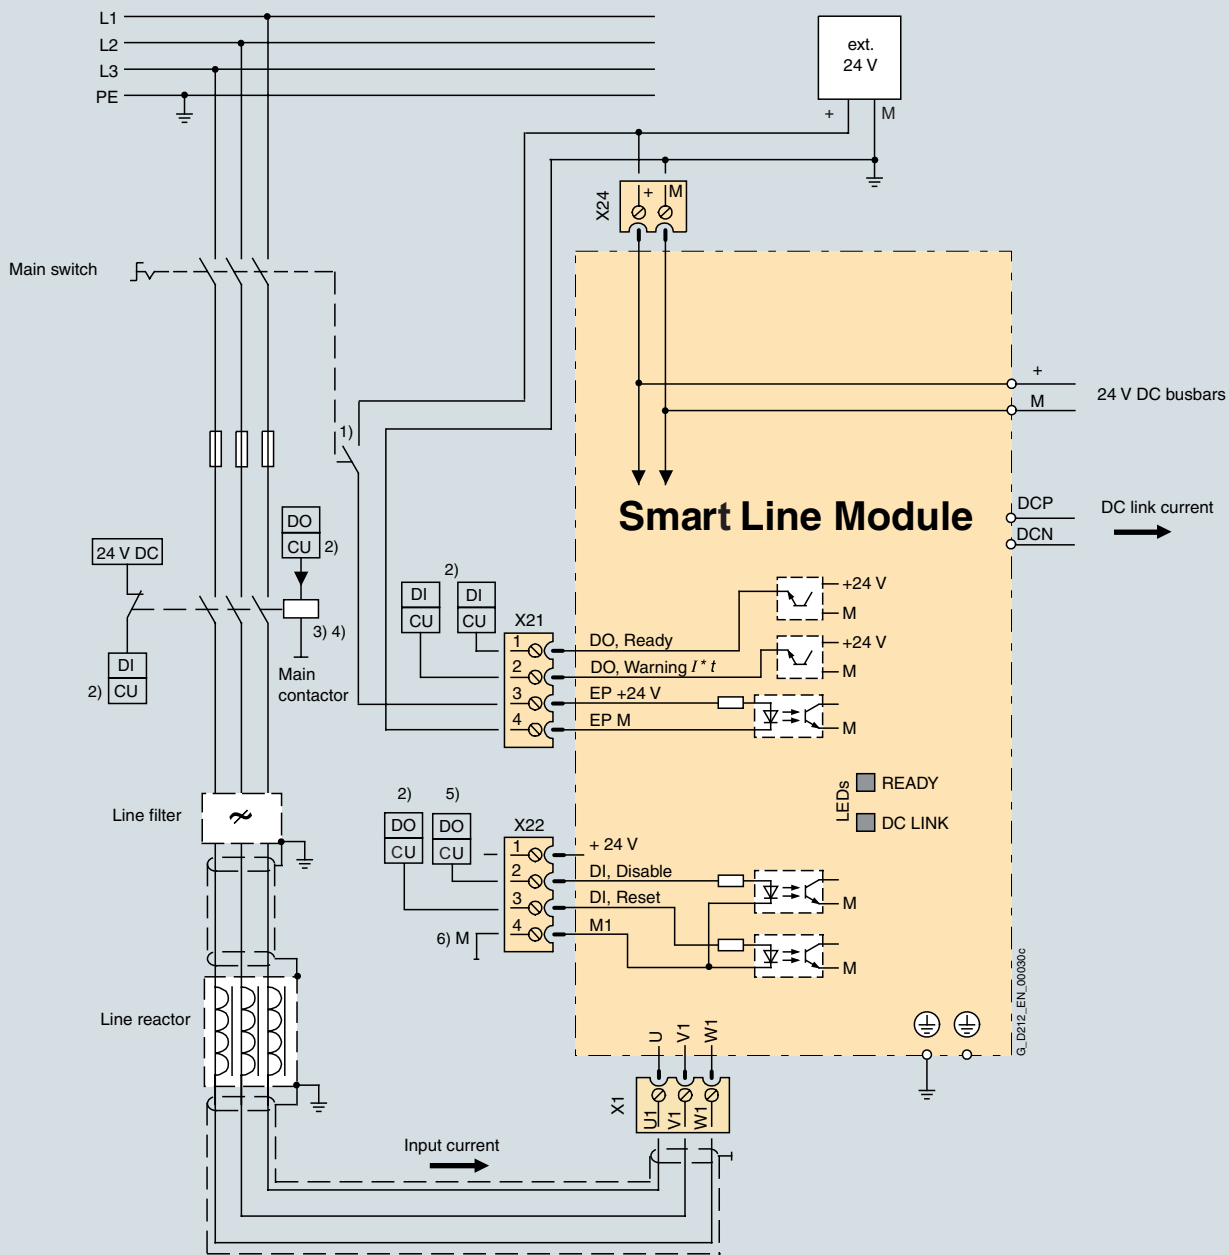 L1
L2
L3
PE
ext.
24 V
+ M
X24
+ M
Main switch
+
M
24 V DC busbars
1)
Smart Line Module
DCP
DCN
DC link current
DO
CU 2)
24 V DC
3) 4)
Main
contactor
DI
2) CU
2)
DI DI
CU CU
X21
1 DO, Ready
2 DO, Warning I * t
3 EP +24 V
4 EP M
+24 V
M
+24 V
M
M
LEDs
READY
DC LINK
Line filter
2) 5)
DO DO
CU CU
X22
1 + 24 V
2 DI, Disable
3 DI, Reset
4 M1
6) M
M
M
Line reactor
G_D212_EN_00030c
U V1 W1
X1
U1 V1 W1
Input current